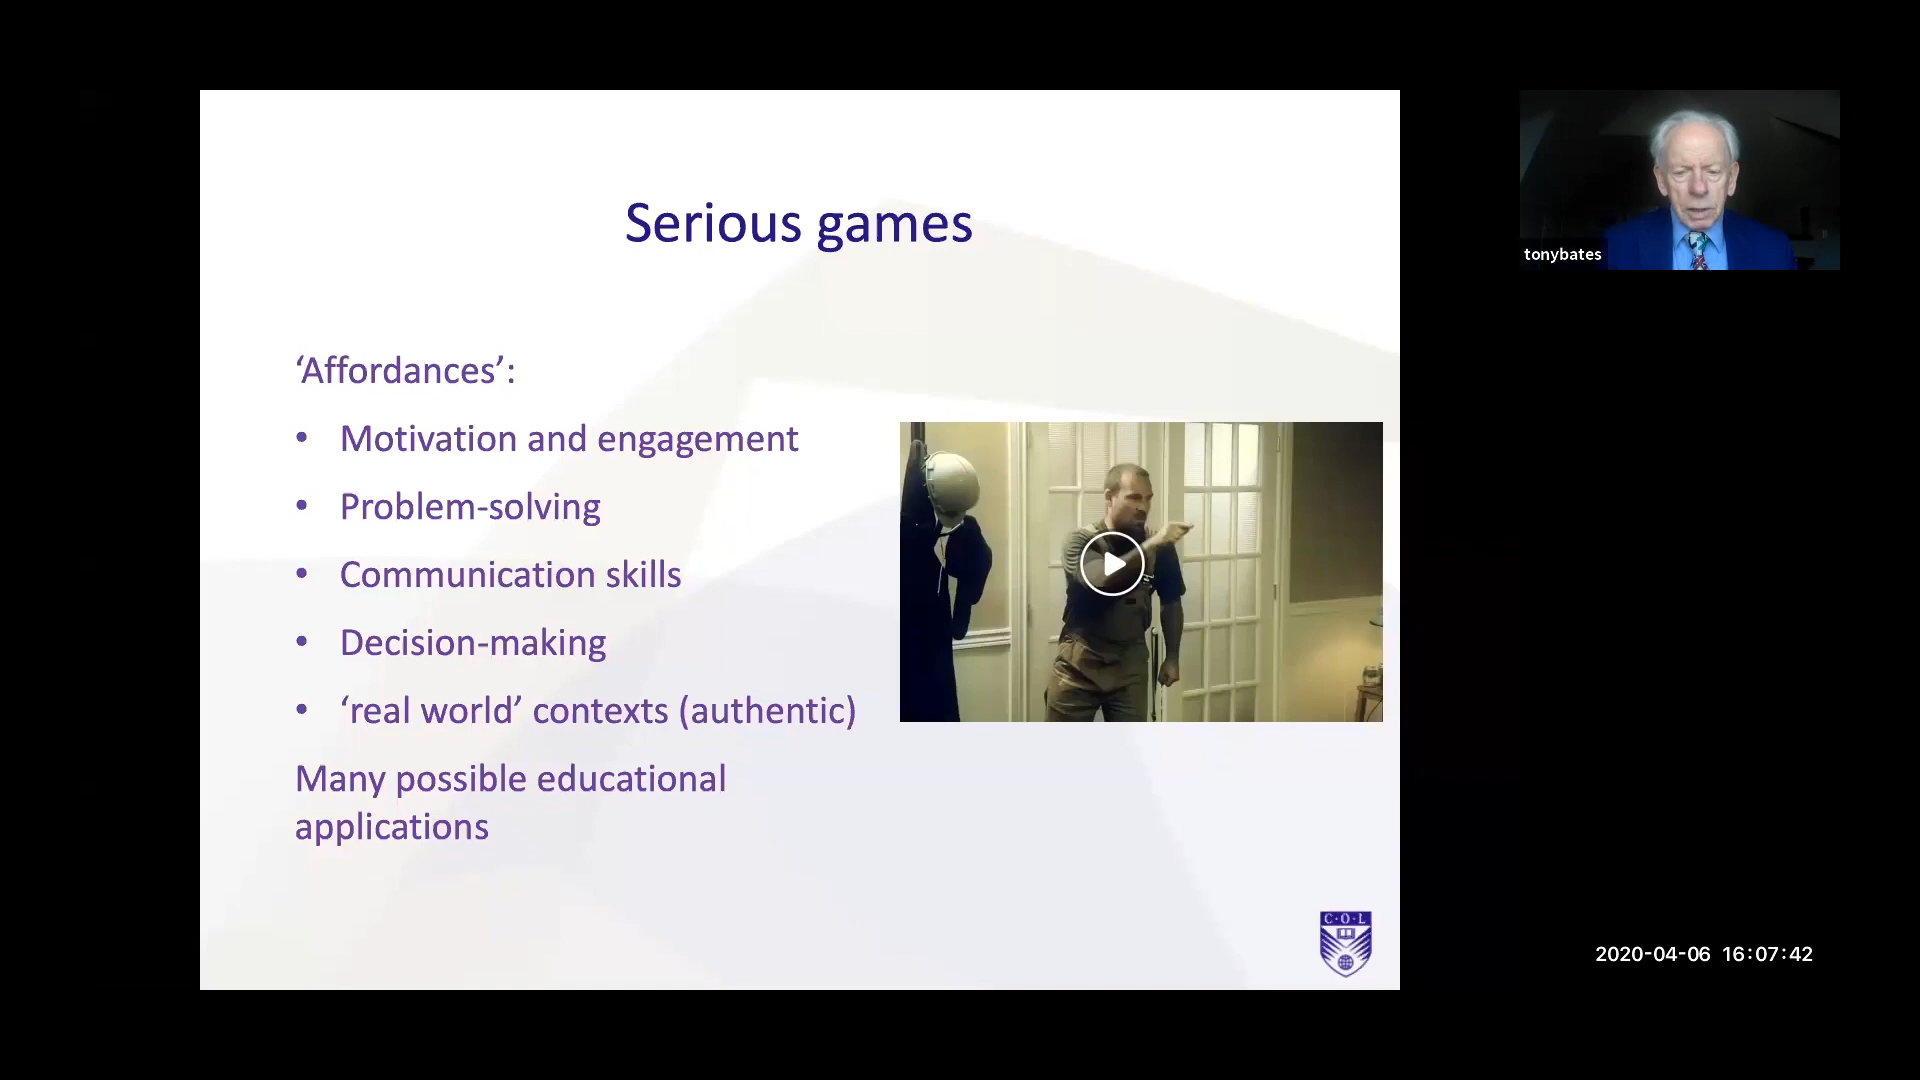 Serious games
‘Affordances’:
• Motivation and engagement
• Problem-solving
• Communication skills
• Decision-making
• ‘real world’ contexts (authentic)
Many possible educational
applications
C·O·L
tonybates
2020-04-06 16:07:42